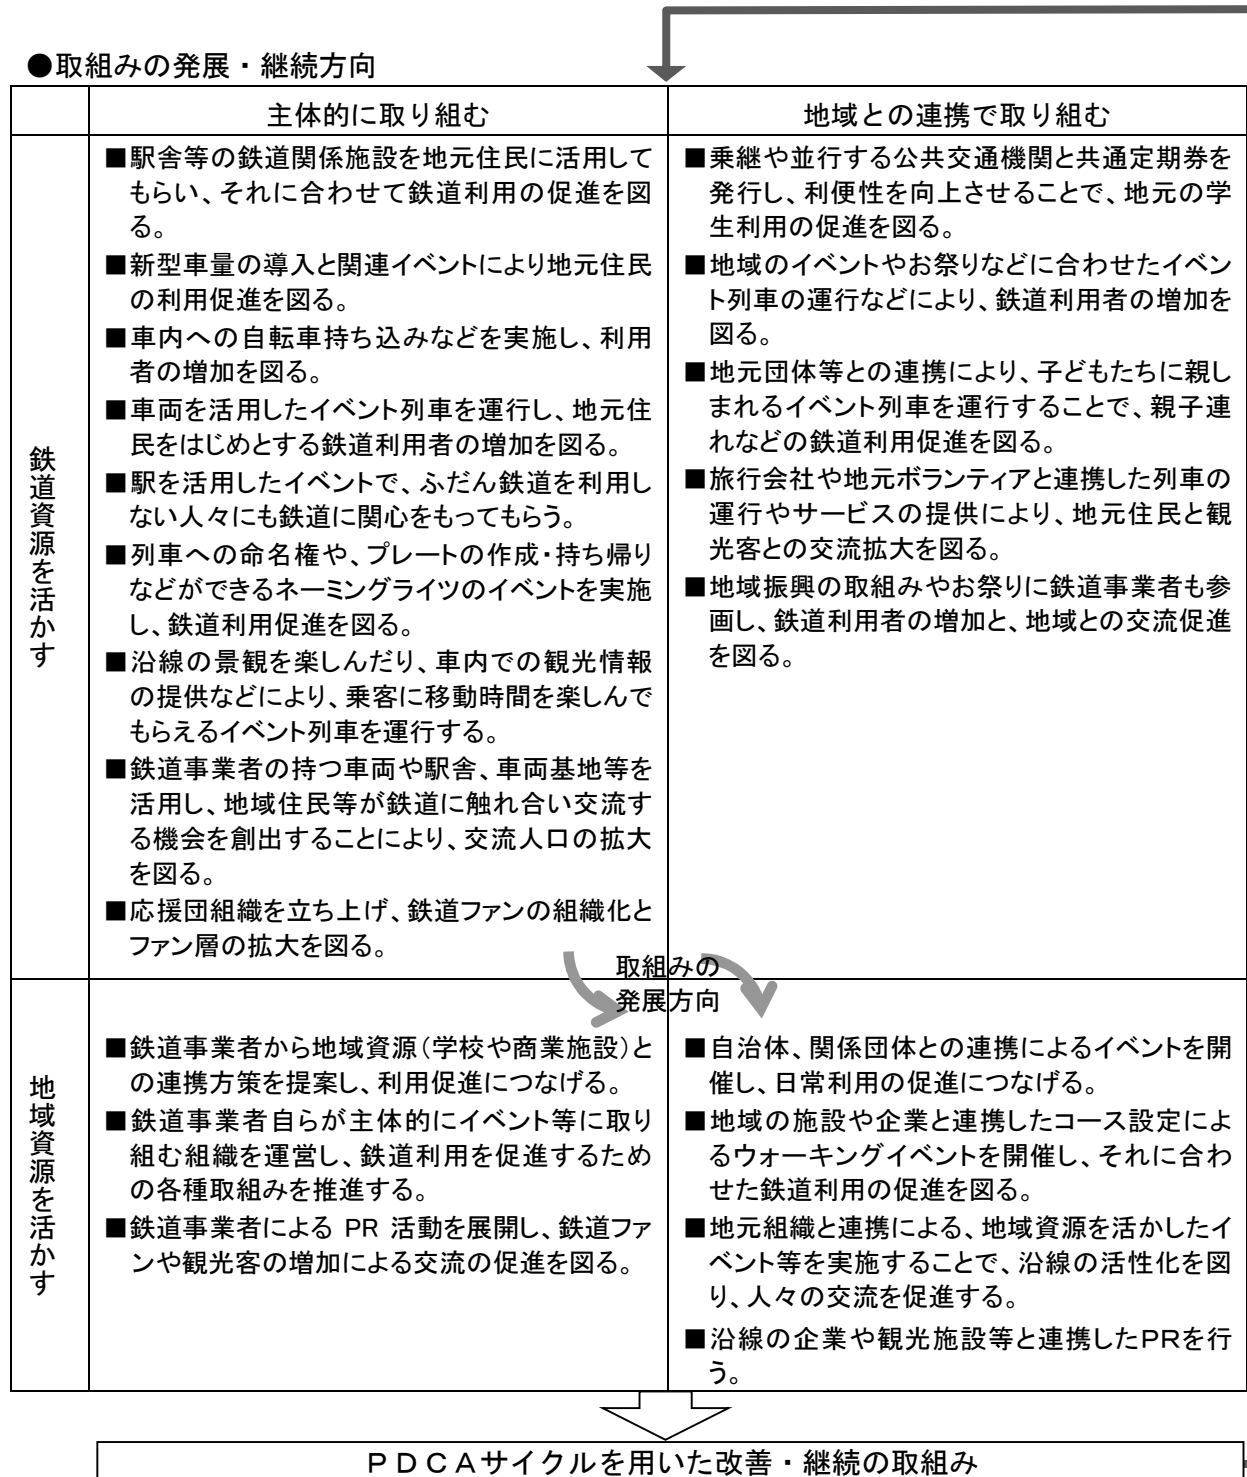 ●取組みの発展・継続方向
主体的に取り組む
地域との連携で取り組む
鉄道資源を活かす
■駅舎等の鉄道関係施設を地元住民に活用して
もらい、それに合わせて鉄道利用の促進を図
る。
■新型車量の導入と関連イベントにより地元住民
の利用促進を図る。
■車内への自転車持ち込みなどを実施し、利用
者の増加を図る。
■車両を活用したイベント列車を運行し、地元住
民をはじめとする鉄道利用者の増加を図る。
■駅を活用したイベントで、ふだん鉄道を利用し
ない人々にも鉄道に関心をもってもらう。
■列車への命名権や、プレートの作成・持ち帰り
などができるネーミングライツのイベントを実施
し、鉄道利用促進を図る。
■沿線の景観を楽しんだり、車内での観光情報
の提供などにより、乗客に移動時間を楽しんで
もらえるイベント列車を運行する。
■鉄道事業者の持つ車両や駅舎、車両基地等を
活用し、地域住民等が鉄道に触れ合い交流す
る機会を創出することにより、交流人口の拡大
を図る。
■応援団組織を立ち上げ、鉄道ファンの組織化と
ファン層の拡大を図る。
■乗継や並行する公共交通機関と共通定期券を
発行し、利便性を向上させることで、地元の学
生利用の促進を図る。
■地域のイベントやお祭りなどに合わせたイベン
ト列車の運行などにより、鉄道利用者の増加を
図る。
■地元団体等との連携により、子どもたちに親し
まれるイベント列車を運行することで、親子連
れなどの鉄道利用促進を図る。
■旅行会社や地元ボランティアと連携した列車の
運行やサービスの提供により、地元住民と観
光客との交流拡大を図る。
■地域振興の取組みやお祭りに鉄道事業者も参
画し、鉄道利用者の増加と、地域との交流促進
を図る。
取組みの
発展方向
地域資源を活かす
■鉄道事業者から地域資源（学校や商業施設）と
の連携方策を提案し、利用促進につなげる。
■鉄道事業者自らが主体的にイベント等に取り
組む組織を運営し、鉄道利用を促進するため
の各種取組みを推進する。
■鉄道事業者による PR 活動を展開し、鉄道ファ
ンや観光客の増加による交流の促進を図る。
■自治体、関係団体との連携によるイベントを開
催し、日常利用の促進につなげる。
■地域の施設や企業と連携したコース設定によ
るウォーキングイベントを開催し、それに合わ
せた鉄道利用の促進を図る。
■地元組織と連携による、地域資源を活かしたイ
ベント等を実施することで、沿線の活性化を図
り、人々の交流を促進する。
■沿線の企業や観光施設等と連携したPRを行
う。
ＰＤＣＡサイクルを用いた改善・継続の取組み